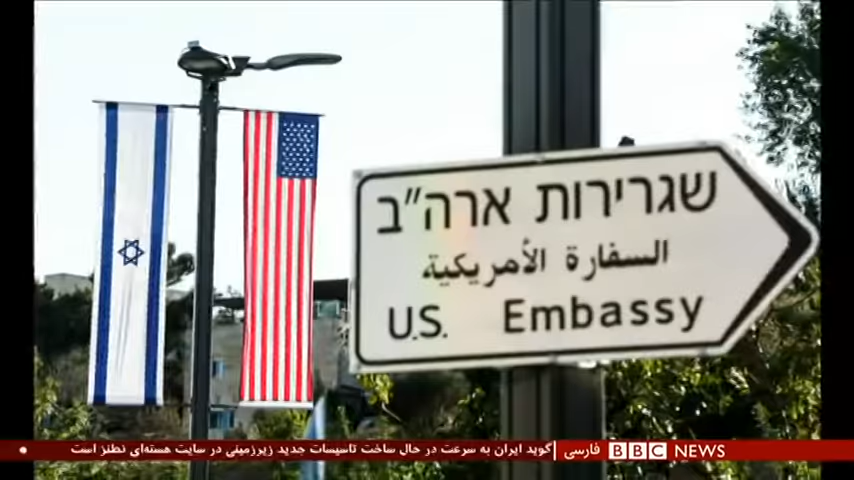 שגרירות ארה"ב
السفارة الأمريكية
U.S. Embassy
گوید ایران به سرعت در حال ساخت تاسیسات جدید زیرزمینی در سایت هسته‌ای نطنز است
فارسی BBC NEWS